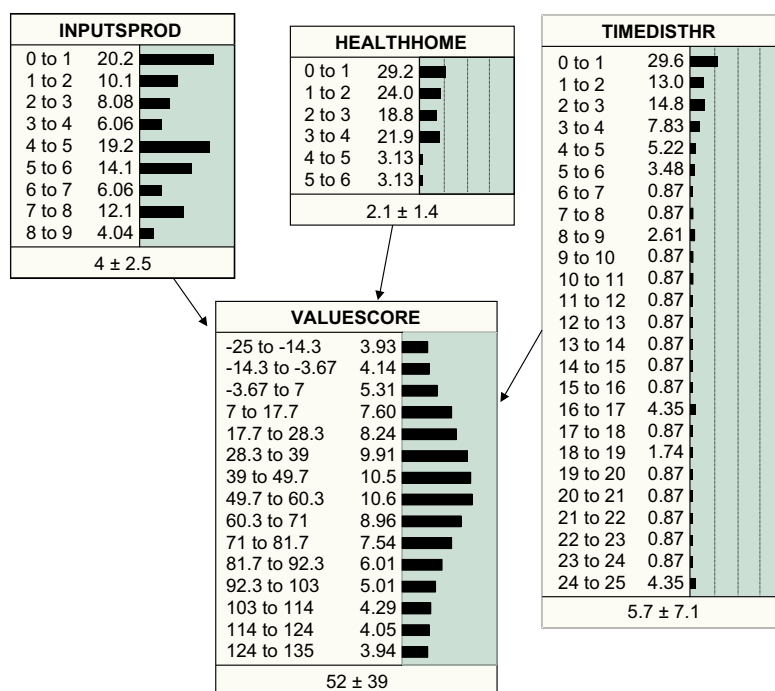 INPUTSPROD
0 to 1 20.2
1 to 2 10.1
2 to 3 8.08
3 to 4 6.06
4 to 5 19.2
5 to 6 14.1
6 to 7 6.06
7 to 8 12.1
8 to 9 4.04
4 ± 2.5
HEALTHHOME
0 to 1 29.2
1 to 2 24.0
2 to 3 18.8
3 to 4 21.9
4 to 5 3.13
5 to 6 3.13
2.1 ± 1.4
TIMEDISTHR
0 to 1 29.6
1 to 2 13.0
2 to 3 14.8
3 to 4 7.83
4 to 5 5.22
5 to 6 3.48
6 to 7 0.87
7 to 8 0.87
8 to 9 2.61
9 to 10 0.87
10 to 11 0.87
11 to 12 0.87
12 to 13 0.87
13 to 14 0.87
14 to 15 0.87
15 to 16 0.87
16 to 17 4.35
17 to 18 0.87
18 to 19 1.74
19 to 20 0.87
20 to 21 0.87
21 to 22 0.87
22 to 23 0.87
23 to 24 0.87
24 to 25 4.35
5.7 ± 7.1
VALUESCORE
-25 to -14.3 3.93
-14.3 to -3.67 4.14
-3.67 to 7 5.31
7 to 17.7 7.60
17.7 to 28.3 8.24
28.3 to 39 9.91
39 to 49.7 10.5
49.7 to 60.3 10.6
60.3 to 71 8.96
71 to 81.7 7.54
81.7 to 92.3 6.01
92.3 to 103 5.01
103 to 114 4.29
114 to 124 4.05
124 to 135 3.94
52 ± 39